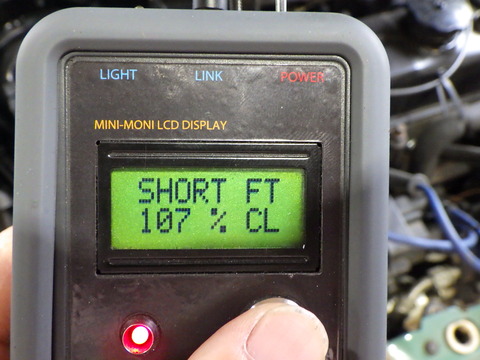 LIGHT LINK POWER
MINI-MONI LCD DISPLAY
SHORT FT
107 % CL